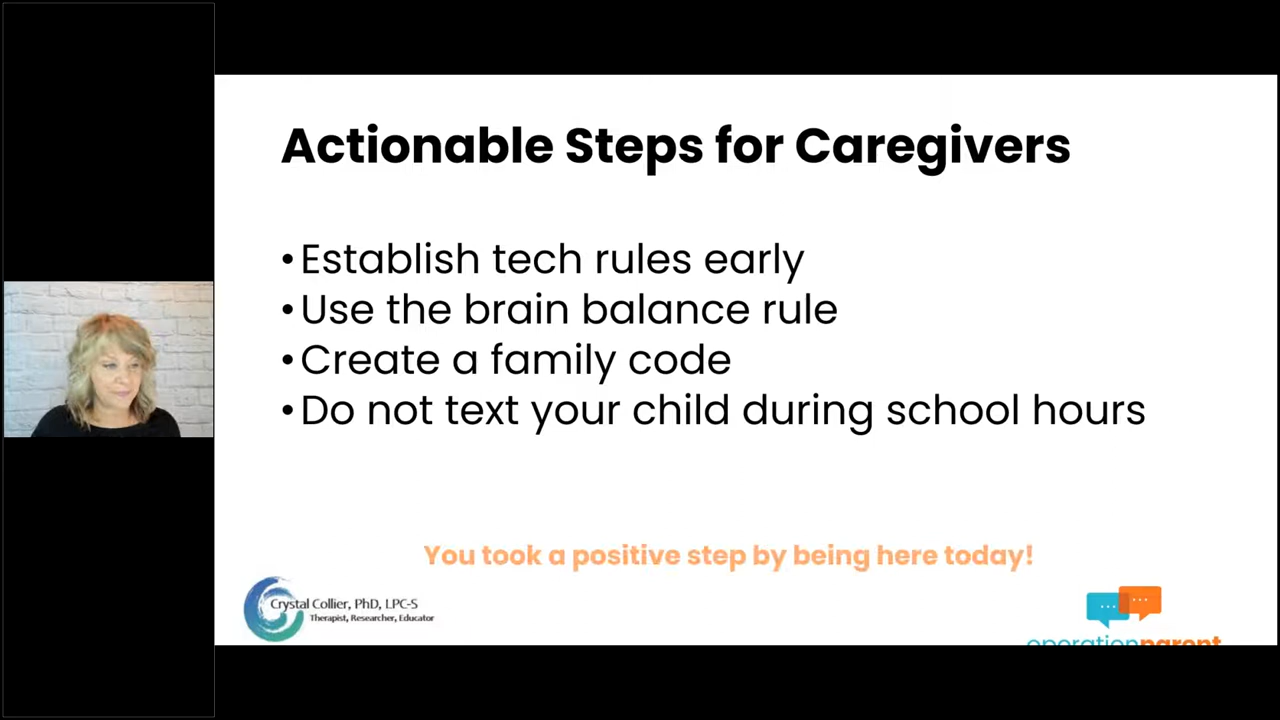 Actionable Steps for Caregivers
•Establish tech rules early
•Use the brain balance rule
•Create a family code
•Do not text your child during school hours
You took a positive step by being here today!
Crystal Collier, PhD, LPC-S
Therapist, Researcher, Educator
operationparent